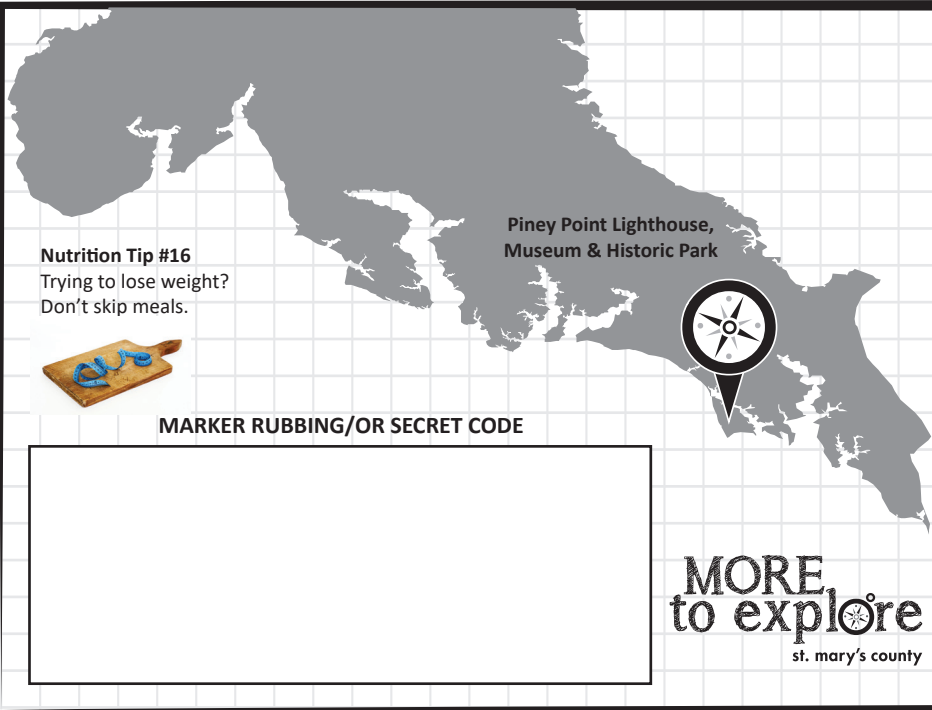 Piney Point Lighthouse,
Museum & Historic Park
Nutrition Tip #16
Trying to lose weight?
Don't skip meals.
MARKER RUBBING/OR SECRET CODE
MORE
to explore
st. mary's county